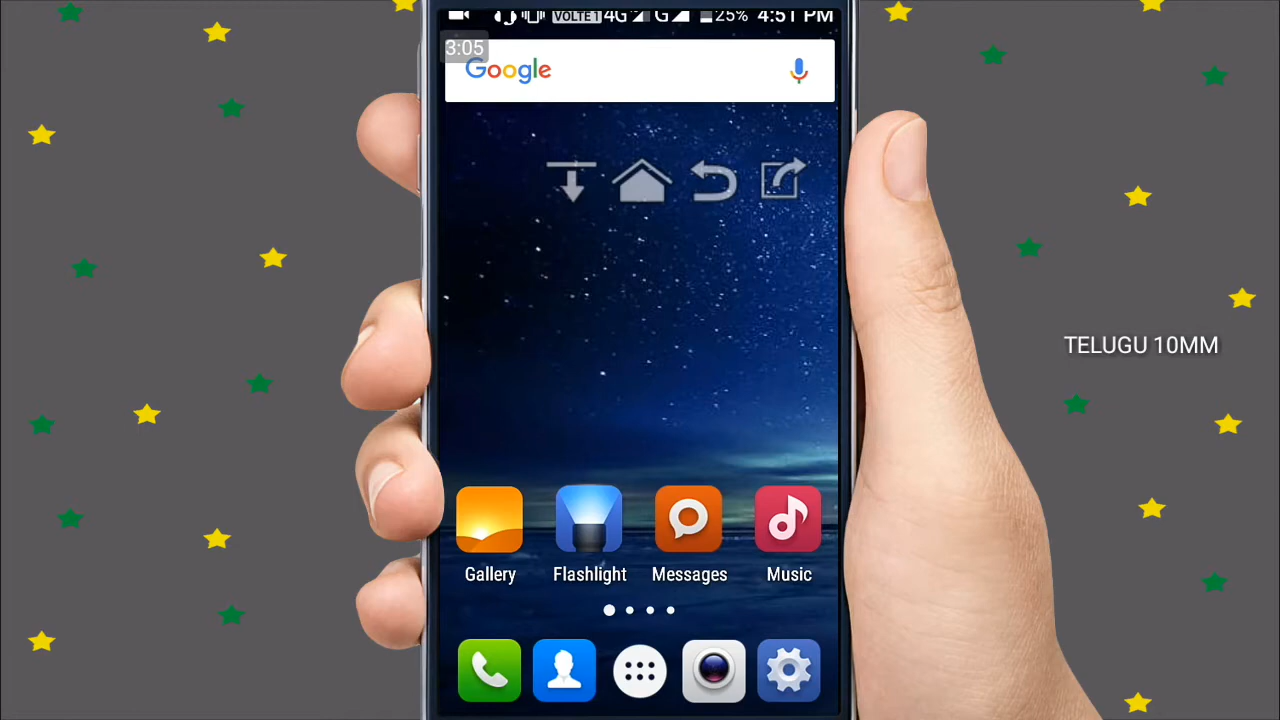 VOLTE 1 4G G 25% 4:51 PM
3:05
Google
TELUGU 10MM
Gallery Flashlight Messages Music